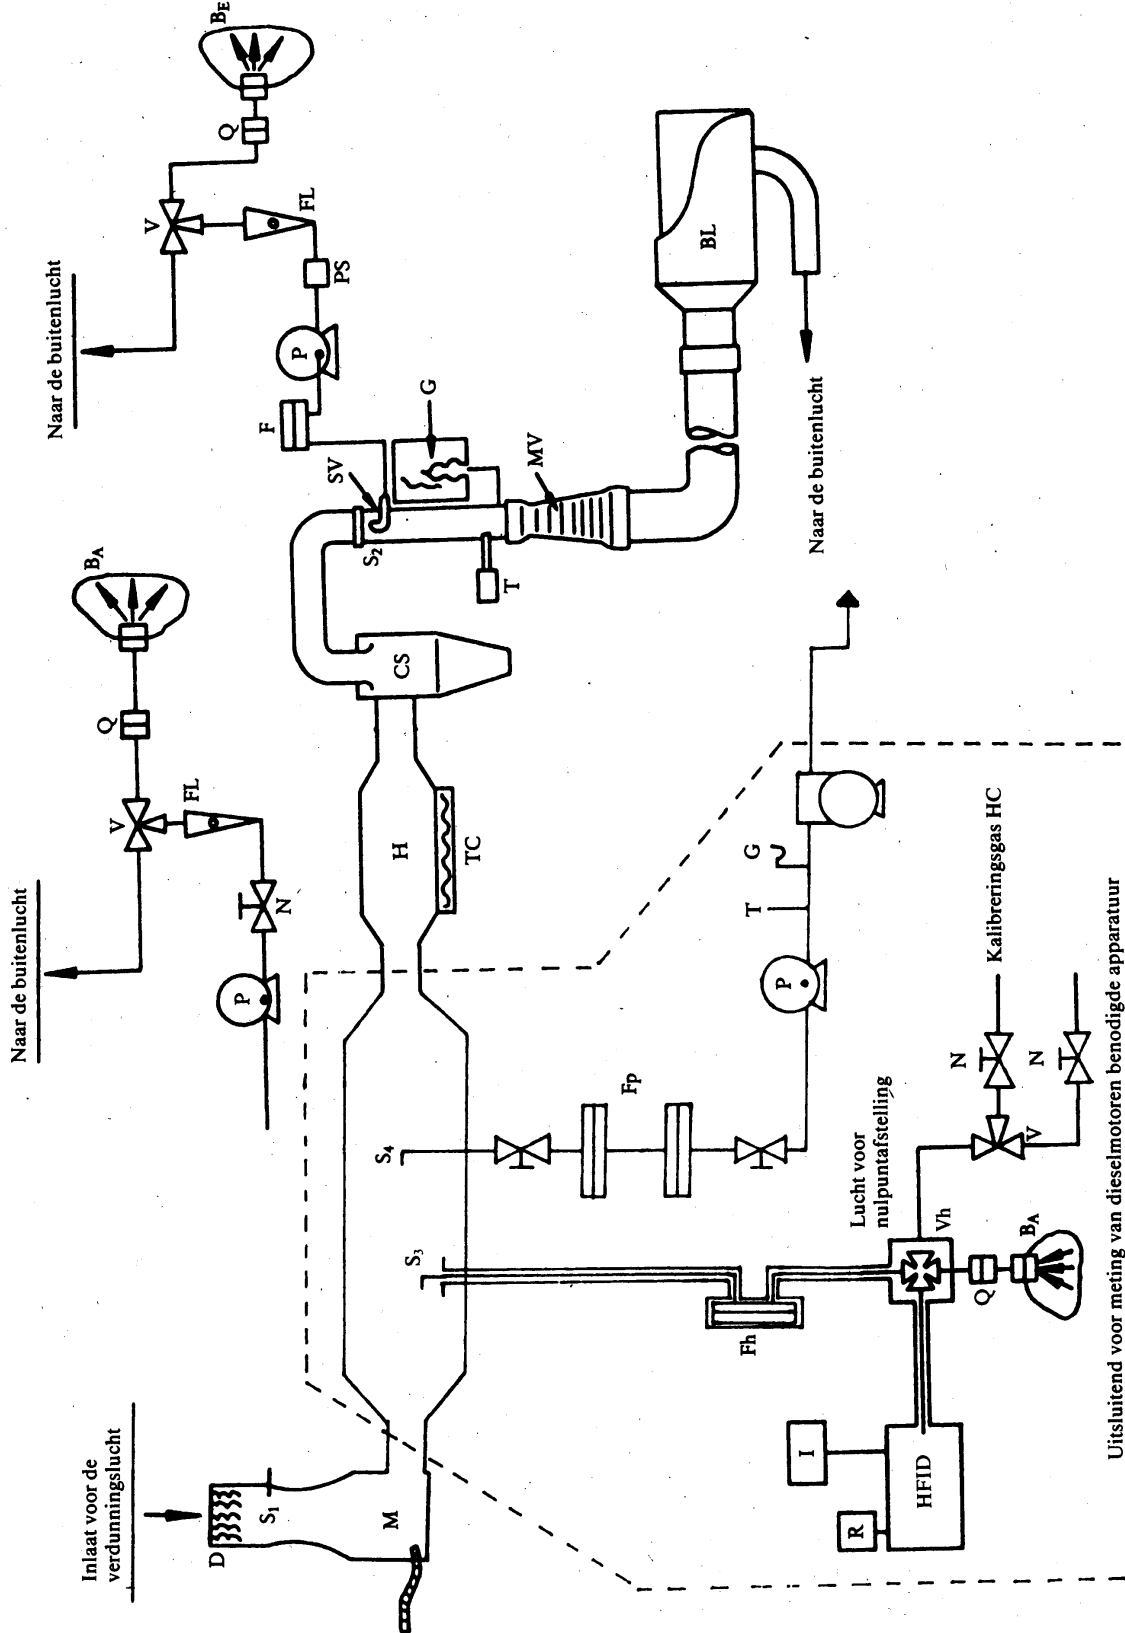 Inlaat voor de
verdunningslucht
D
S1
M
Naar de buitenlucht
P
N
FL
V
Q
BA
Naar de buitenlucht
V
Q
BE
FL
PS
P
F
G
SV
S2
T
MV
BL
Naar de buitenlucht
CS
H
TC
S4
S3
Fp
Fh
P
T
G
R
I
HFID
Lucht voor
nulpuntafstelling
Vh
Q
BA
V
N
N
Kalibreringsgas HC
Uitsluitend voor meting van dieselmotoren benodigde apparatuur